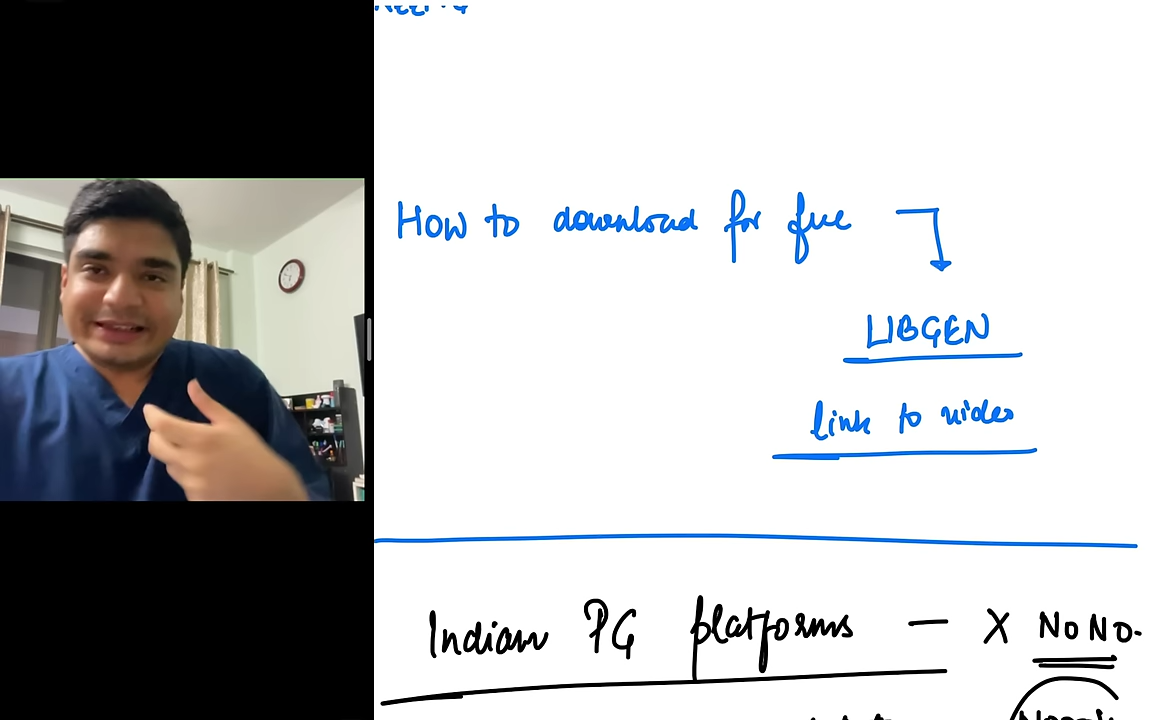 How to download for free
LIBGEN
link to video
Indian PG platforms — X NO NO.